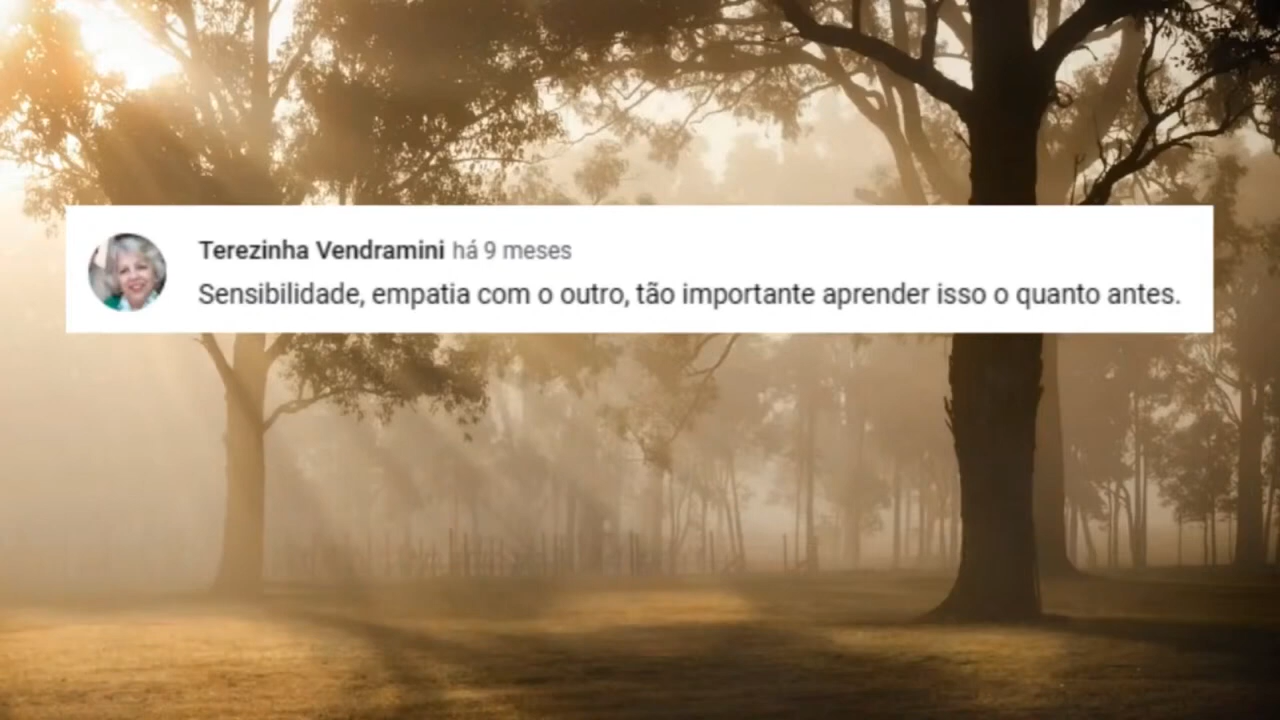 Terezinha Vendramini há 9 meses
Sensibilidade, empatia com o outro, tão importante aprender isso o quanto antes.